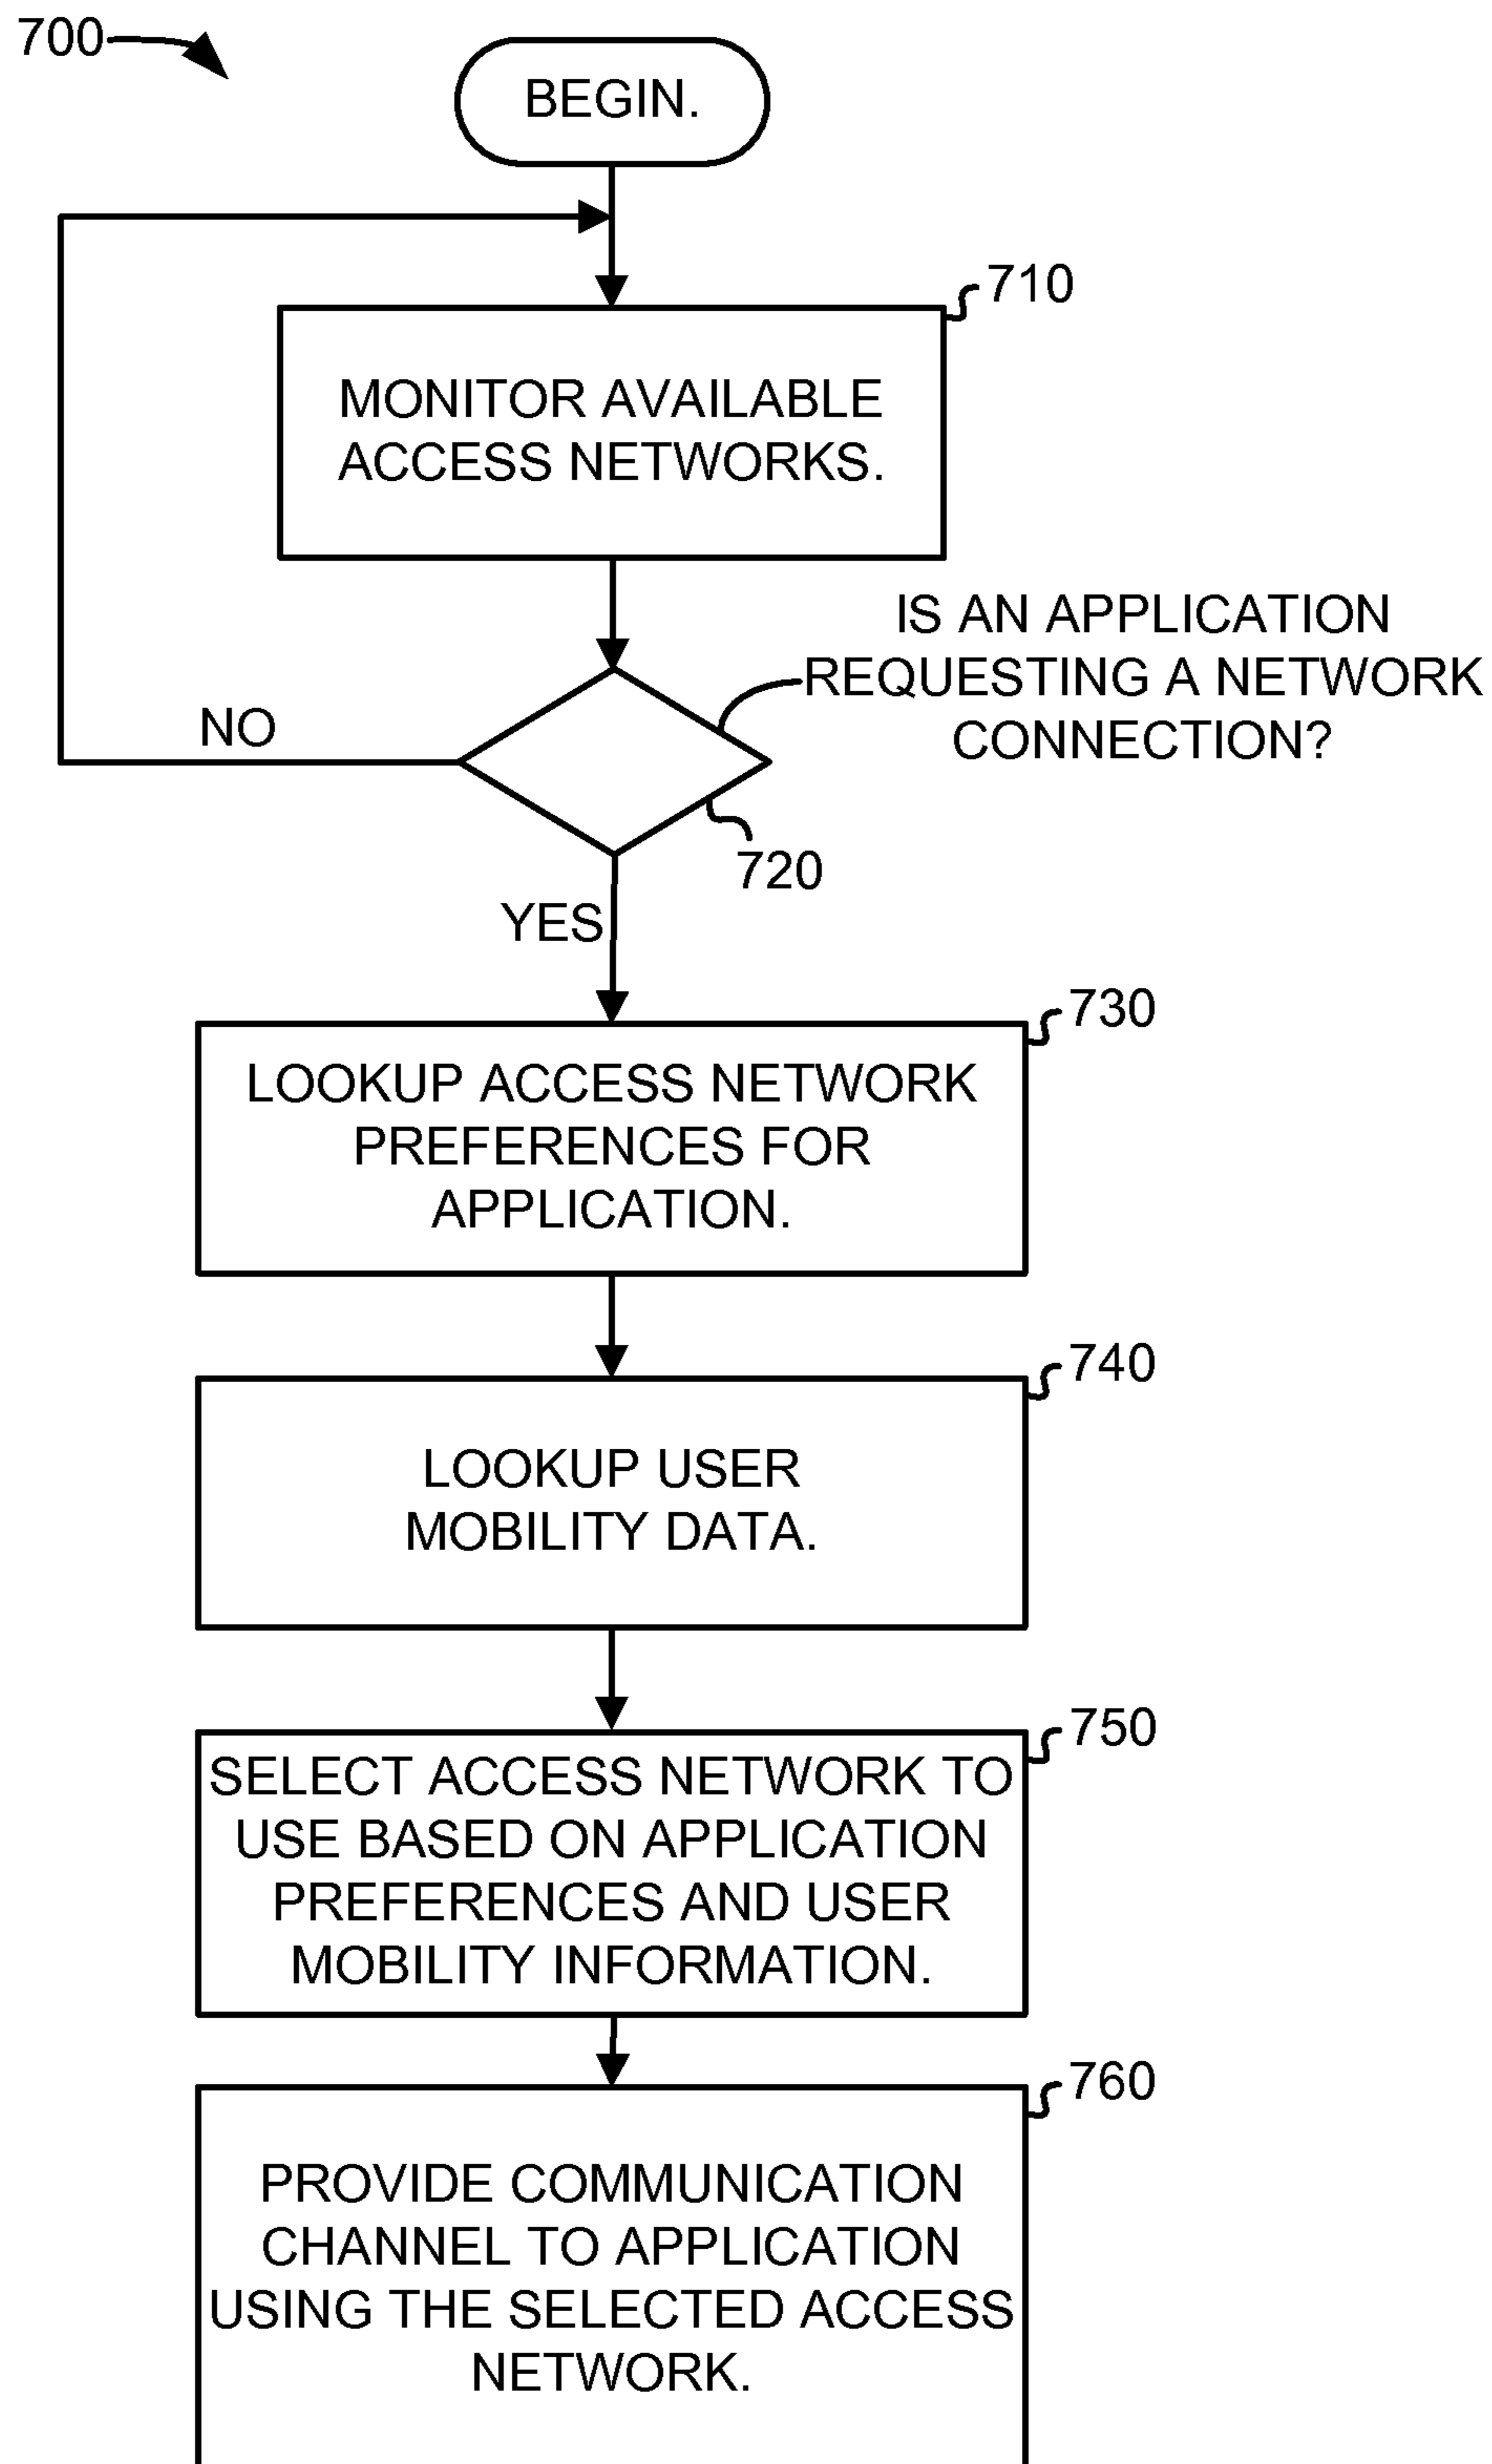 700
BEGIN.
710
MONITOR AVAILABLE
ACCESS NETWORKS.
IS AN APPLICATION
REQUESTING A NETWORK
CONNECTION?
NO
720
YES
730
LOOKUP ACCESS NETWORK
PREFERENCES FOR
APPLICATION.
740
LOOKUP USER
MOBILITY DATA.
750
SELECT ACCESS NETWORK TO
USE BASED ON APPLICATION
PREFERENCES AND USER
MOBILITY INFORMATION.
760
PROVIDE COMMUNICATION
CHANNEL TO APPLICATION
USING THE SELECTED ACCESS
NETWORK.